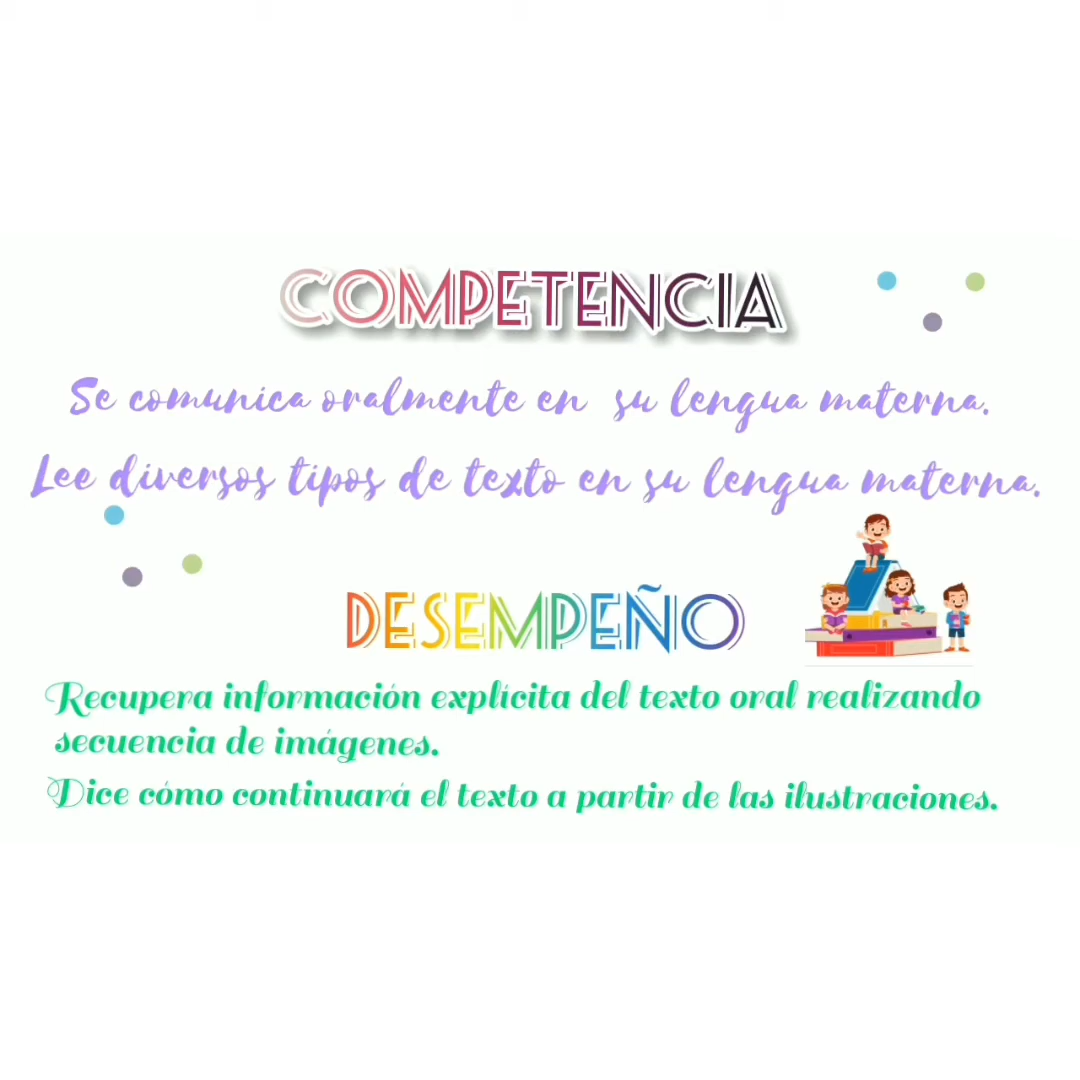 COMPETENCIA
Se comunica oralmente en su lengua materna.
Lee diversos tipos de texto en su lengua materna.
DESEMPEÑO
Recupera información explícita del texto oral realizando
secuencia de imágenes.
Dice cómo continuará el texto a partir de las ilustraciones.